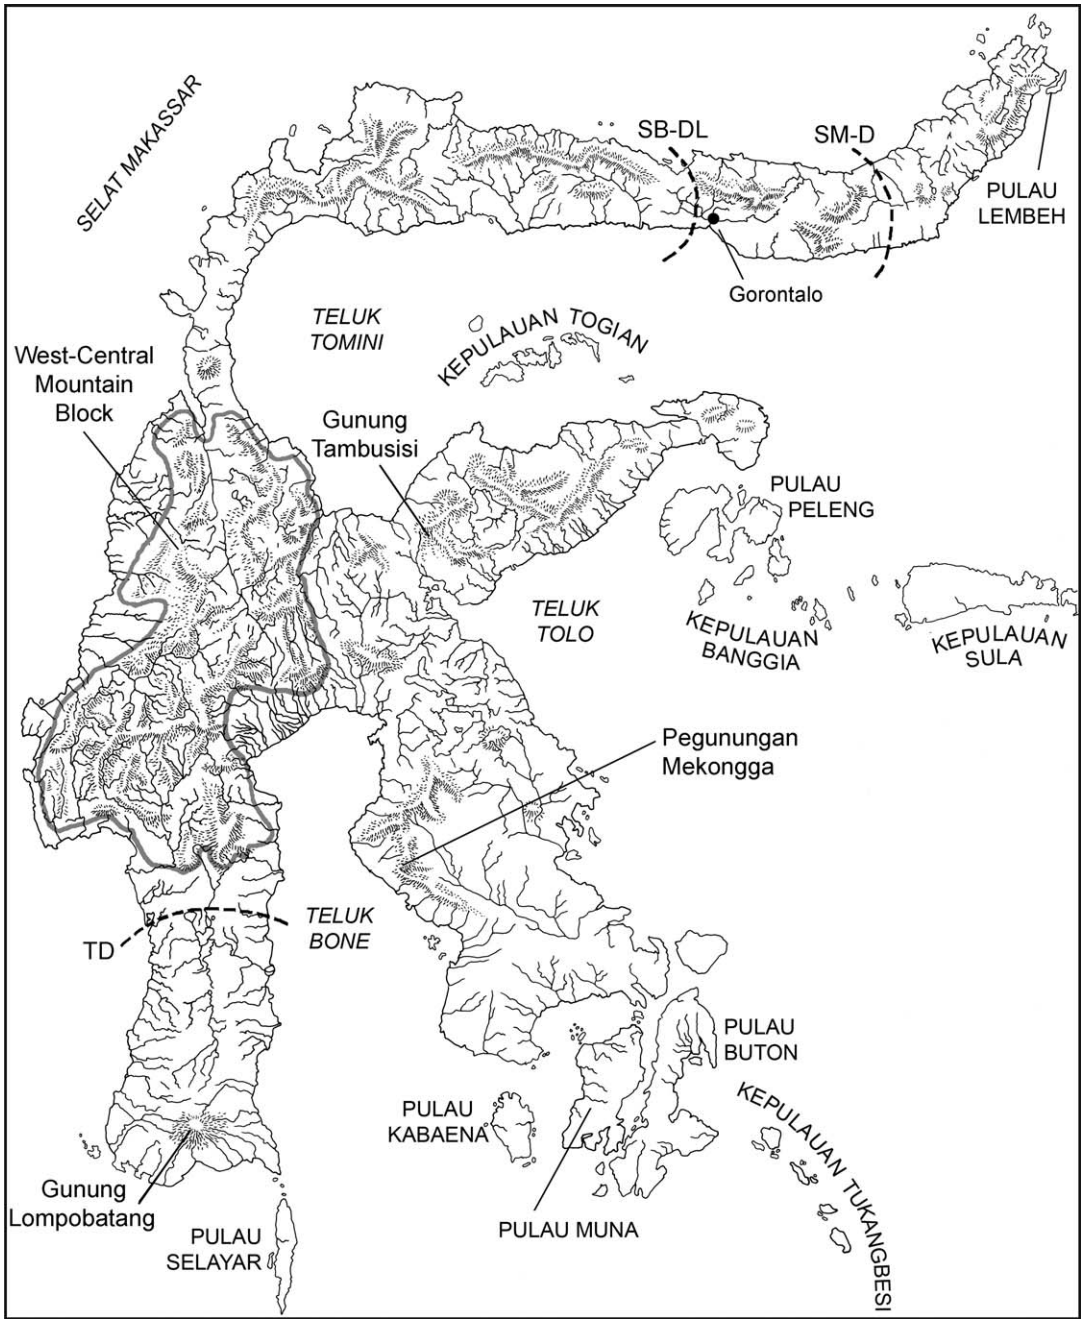 SELAT MAKASSAR
SB-DL
SM-D
PULAU
LEMBEH
Gorontalo
TELUK
TOMINI
KEPULAUAN TOGIAN
West-Central
Mountain
Block
Gunung
Tambusisi
PULAU
PELENG
TELUK
TOLO
KEPULAUAN
BANGGIA
KEPULAUAN
SULA
Pegunungan
Mekongga
TELUK
BONE
TD
PULAU
BUTON
PULAU
KABAENA
KEPULAUAN TUKANGBESI
Gunung
Lompobatang
PULAU MUNA
PULAU
SELAYAR